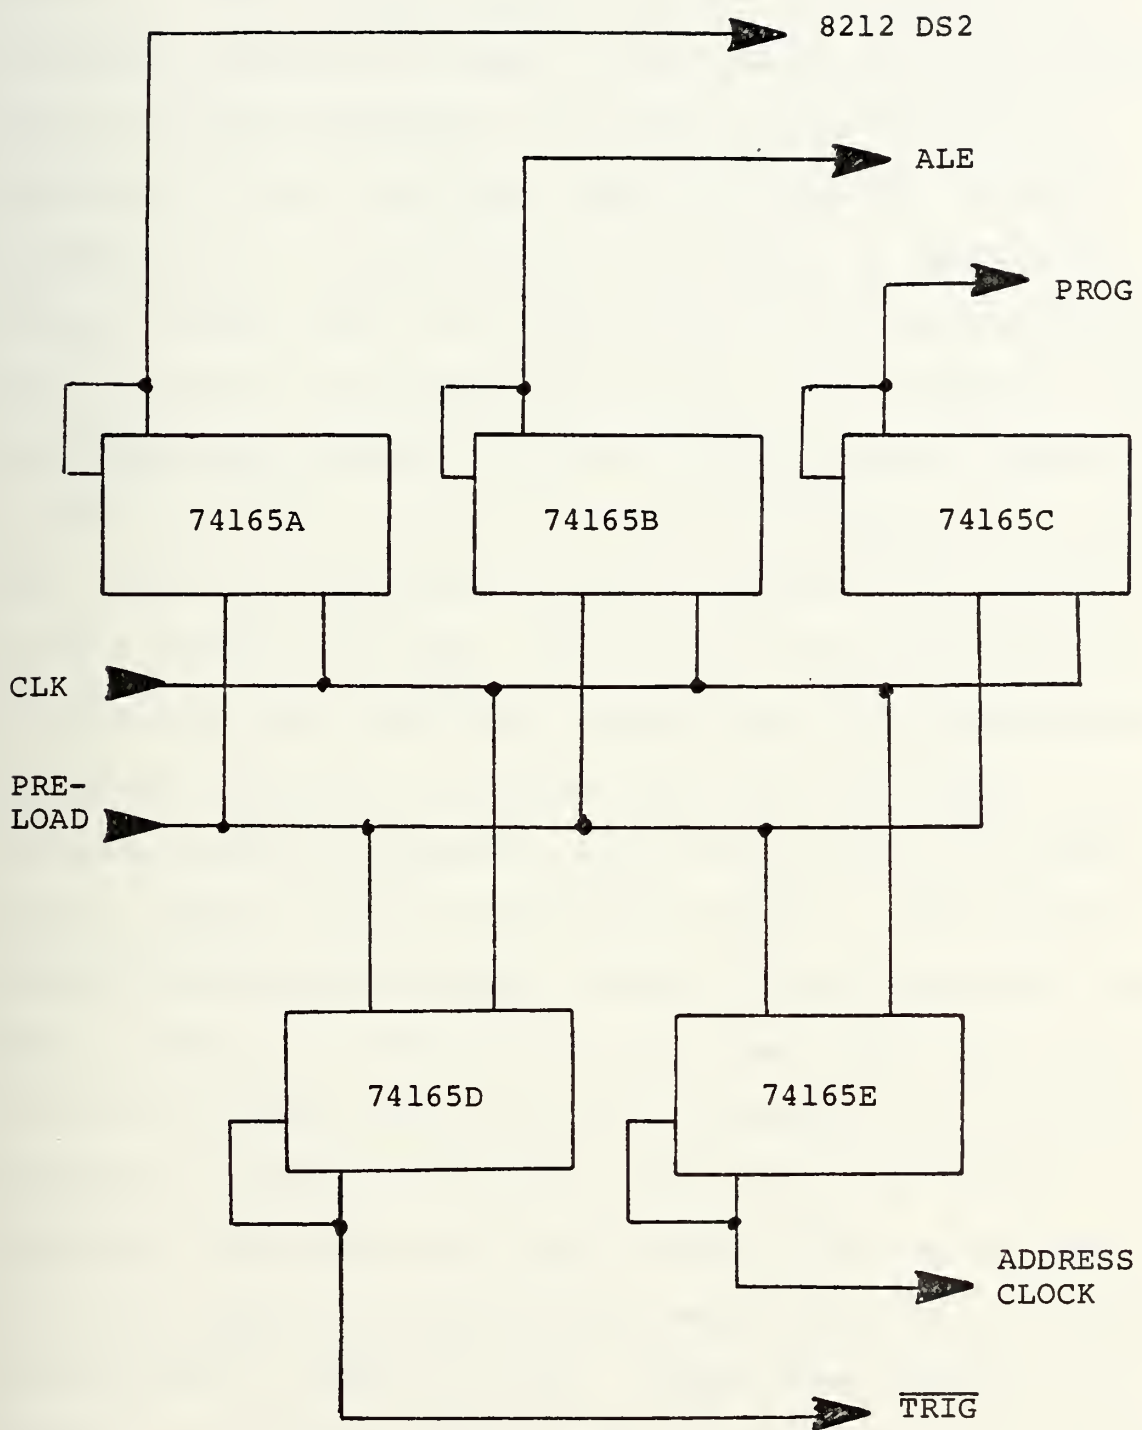 8212 DS2
ALE
PROG
74165A
74165B
74165C
CLK
PRE-
LOAD
74165D
74165E
ADDRESS
CLOCK
TRIG